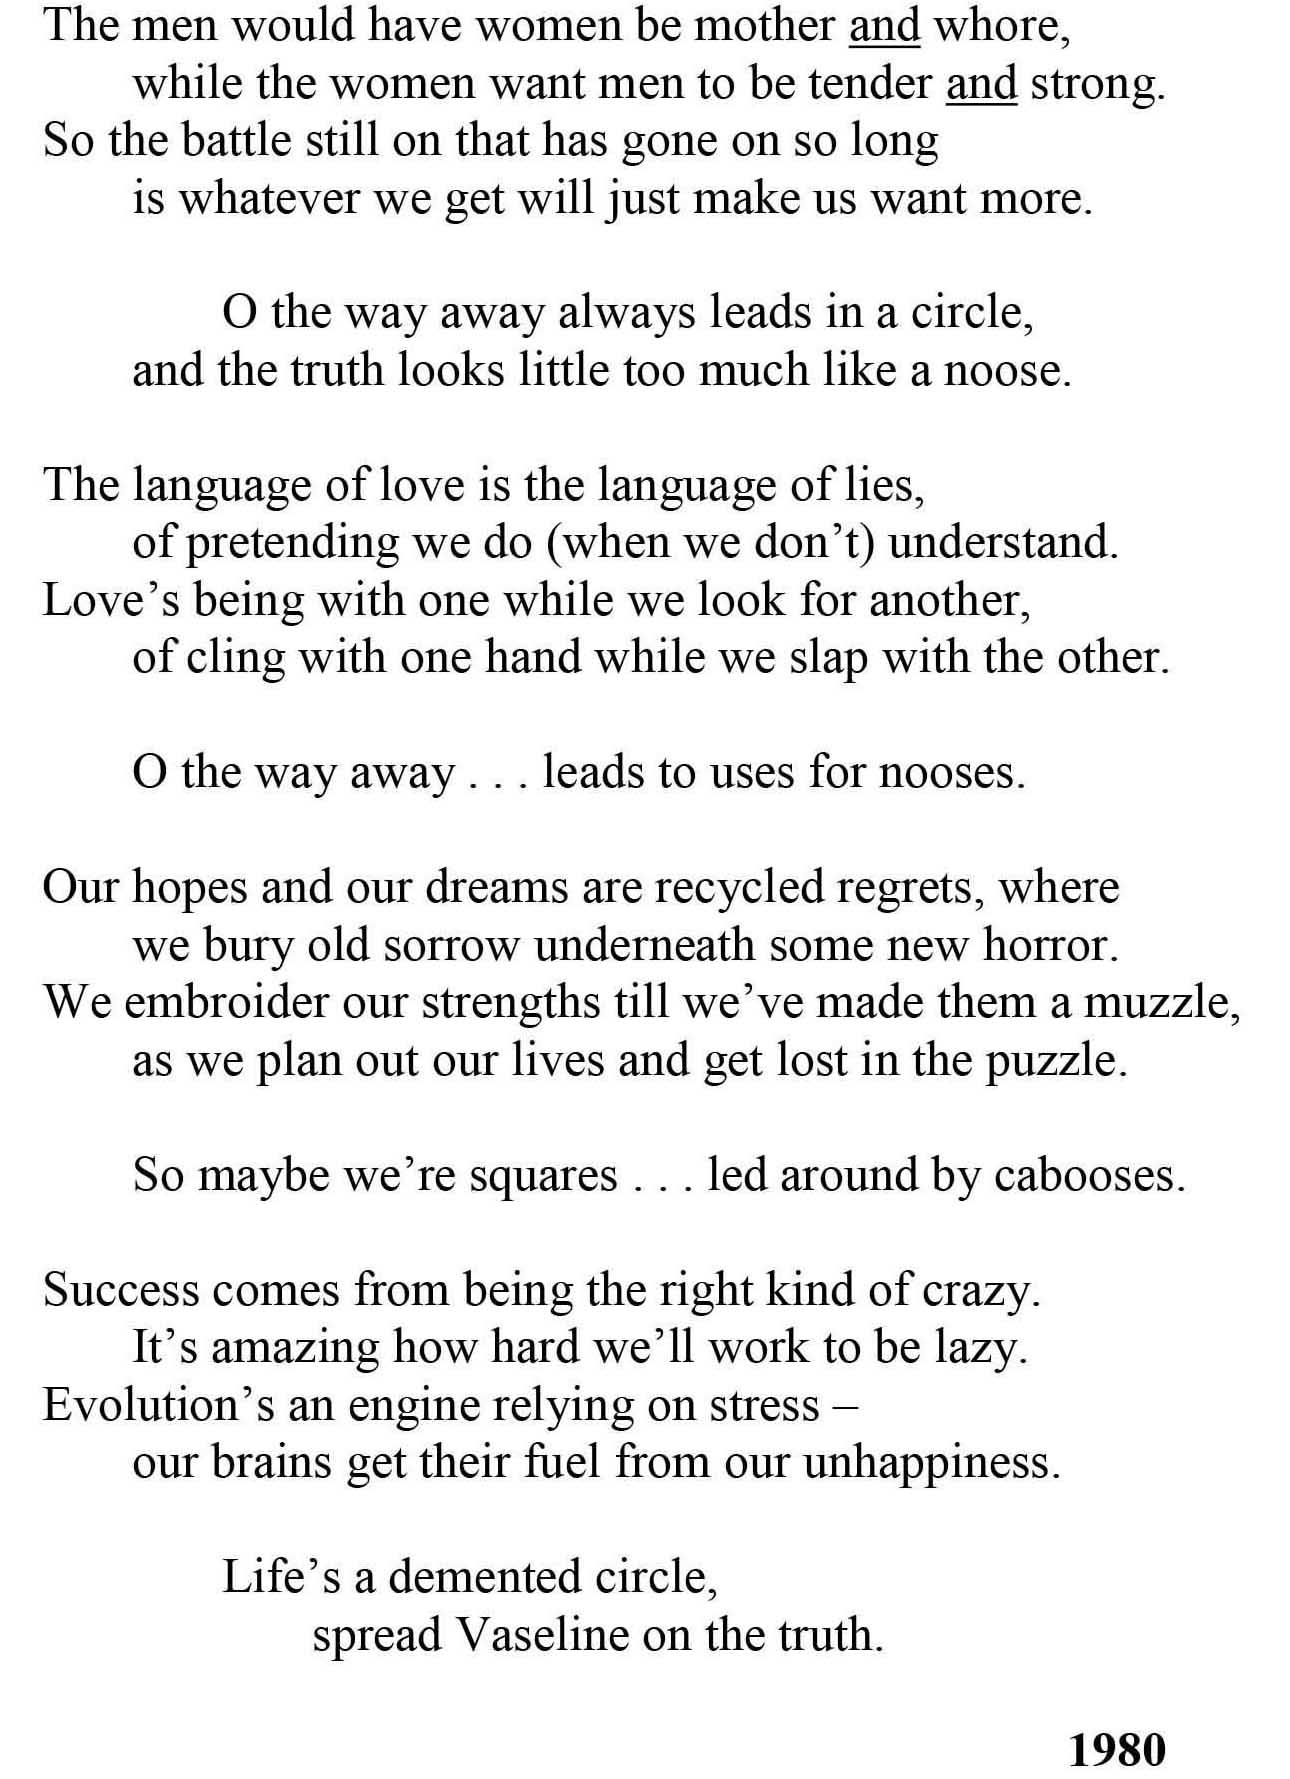 The men would have women be mother and whore,
while the women want men to be tender and strong.
So the battle still on that has gone on so long
is whatever we get will just make us want more.
O the way away always leads in a circle,
and the truth looks little too much like a noose.
The language of love is the language of lies,
of pretending we do (when we don’t) understand.
Love’s being with one while we look for another,
of cling with one hand while we slap with the other.
O the way away . . . leads to uses for nooses.
Our hopes and our dreams are recycled regrets, where
we bury old sorrow underneath some new horror.
We embroider our strengths till we’ve made them a muzzle,
as we plan out our lives and get lost in the puzzle.
So maybe we’re squares . . . led around by cabooses.
Success comes from being the right kind of crazy.
It’s amazing how hard we’ll work to be lazy.
Evolution’s an engine relying on stress –
our brains get their fuel from our unhappiness.
Life’s a demented circle,
spread Vaseline on the truth.
1980